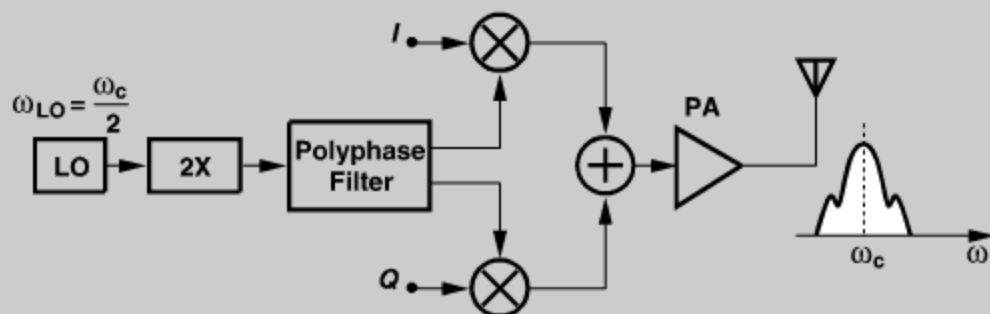 I
ωLO = ωc/2
PA
LO
2X
Polyphase
Filter
Q
ωc
ω